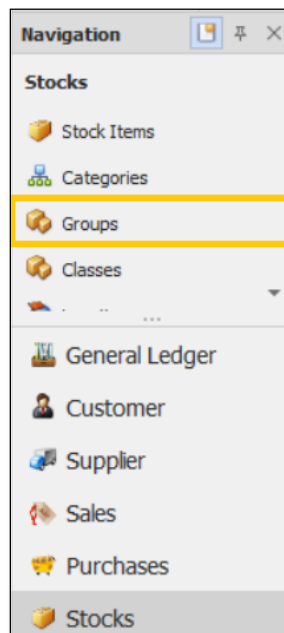 Navigation
Stocks
Stock Items
Categories
Groups
Classes
General Ledger
Customer
Supplier
Sales
Purchases
Stocks